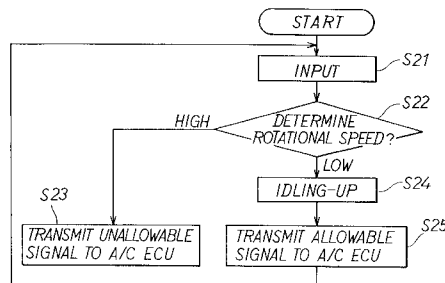 START
INPUT
S21
DETERMINE
ROTATIONAL SPEED?
S22
HIGH
LOW
IDLING-UP
S24
S23
TRANSMIT UNALLOWABLE
SIGNAL TO A/C ECU
TRANSMIT ALLOWABLE
SIGNAL TO A/C ECU
S25